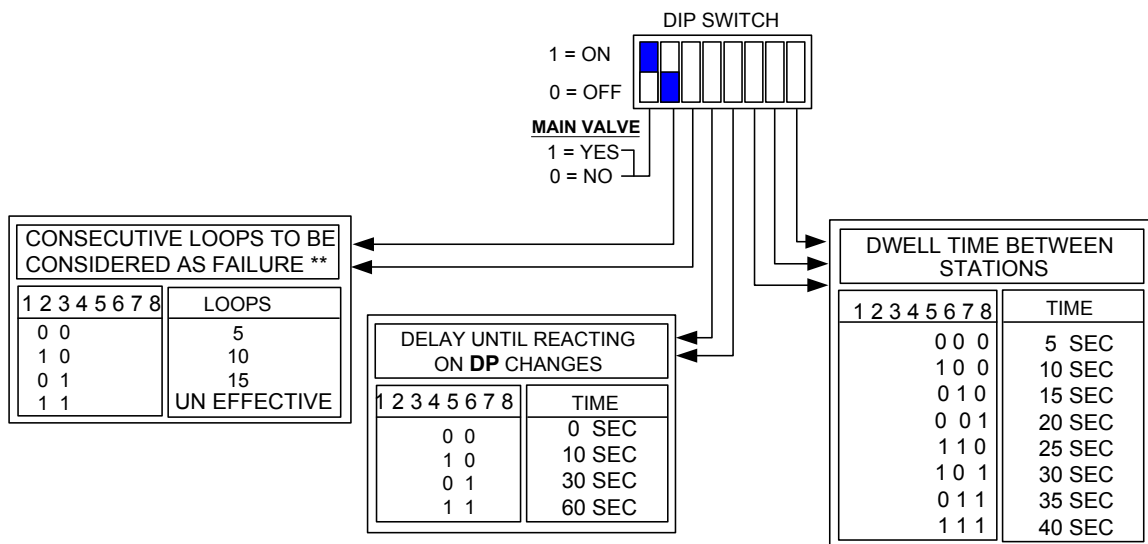 DIP SWITCH
1 = ON
0 = OFF
MAIN VALVE
1 = YES
0 = NO
CONSECUTIVE LOOPS TO BE
CONSIDERED AS FAILURE **
1 2 3 4 5 6 7 8 LOOPS
0 0 5
1 0 10
0 1 15
1 1 UN EFFECTIVE
DELAY UNTIL REACTING
ON DP CHANGES
1 2 3 4 5 6 7 8 TIME
0 0 0 SEC
1 0 10 SEC
0 1 30 SEC
1 1 60 SEC
DWELL TIME BETWEEN
STATIONS
1 2 3 4 5 6 7 8 TIME
0 0 0 5 SEC
1 0 0 10 SEC
0 1 0 15 SEC
0 0 1 20 SEC
1 1 0 25 SEC
1 0 1 30 SEC
0 1 1 35 SEC
1 1 1 40 SEC